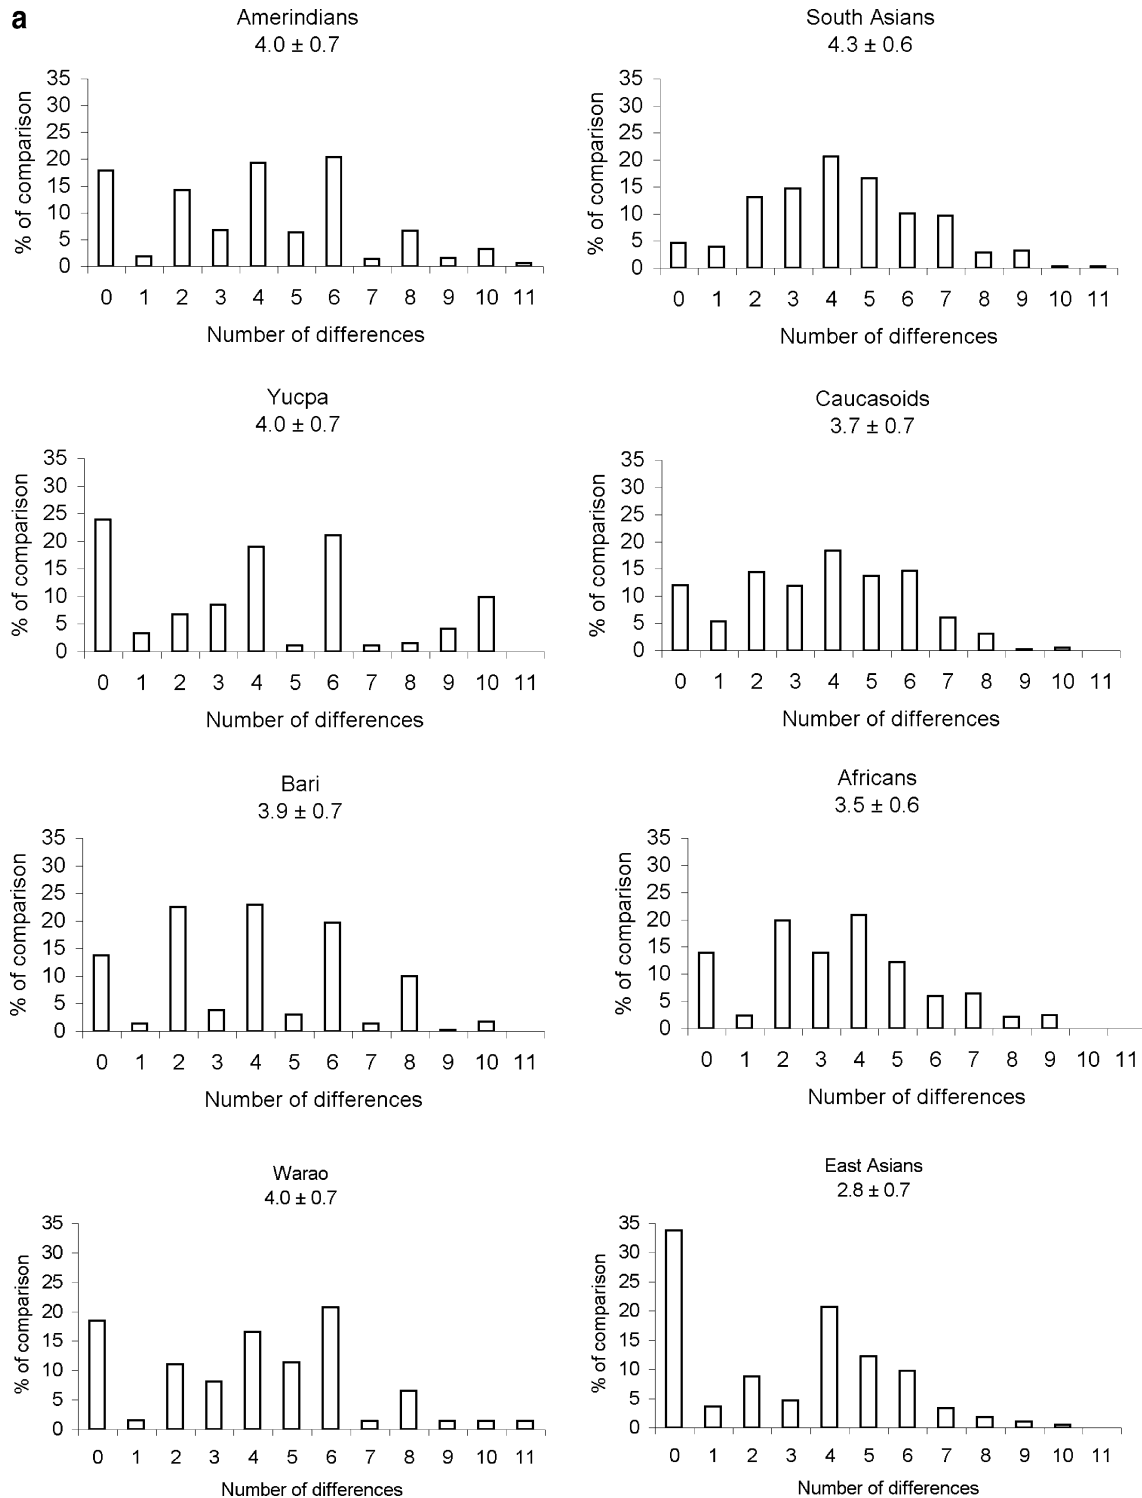 a
Amerindians
4.0 ± 0.7
35
30
25
20
15
10
5
0
% of comparison
0 1 2 3 4 5 6 7 8 9 10 11
Number of differences
South Asians
4.3 ± 0.6
35
30
25
20
15
10
5
0
% of comparison
0 1 2 3 4 5 6 7 8 9 10 11
Number of differences
Yucpa
4.0 ± 0.7
35
30
25
20
15
10
5
0
% of comparison
0 1 2 3 4 5 6 7 8 9 10 11
Number of differences
Caucasoids
3.7 ± 0.7
35
30
25
20
15
10
5
0
% of comparison
0 1 2 3 4 5 6 7 8 9 10 11
Number of differences
Bari
3.9 ± 0.7
35
30
25
20
15
10
5
0
% of comparison
0 1 2 3 4 5 6 7 8 9 10 11
Number of differences
Africans
3.5 ± 0.6
35
30
25
20
15
10
5
0
% of comparison
0 1 2 3 4 5 6 7 8 9 10 11
Number of differences
Warao
4.0 ± 0.7
35
30
25
20
15
10
5
0
% of comparison
0 1 2 3 4 5 6 7 8 9 10 11
Number of differences
East Asians
2.8 ± 0.7
35
30
25
20
15
10
5
0
% of comparison
0 1 2 3 4 5 6 7 8 9 10 11
Number of differences